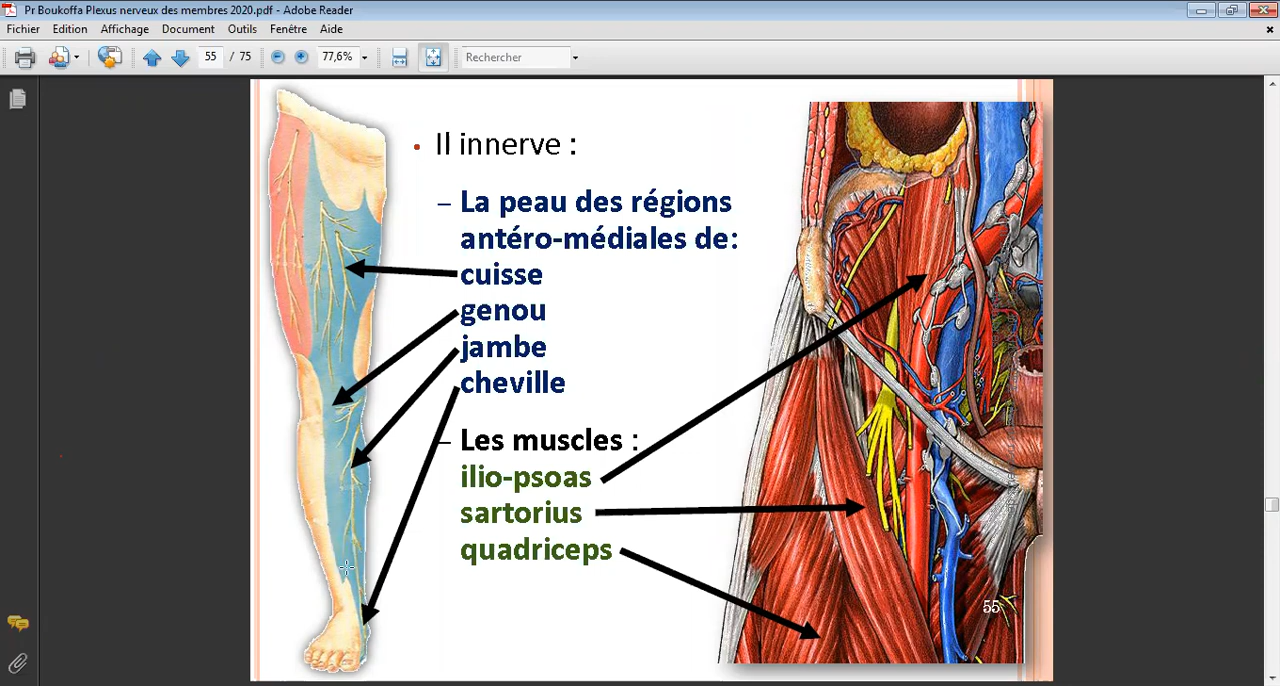 Pr Boukoffa Plexus nerveux des membres 2020.pdf - Adobe Reader
Fichier Edition Affichage Document Outils Fenêtre Aide
55 / 75 77,6% Rechercher
• Il innerve :
– La peau des régions
antéro-médiales de:
cuisse
genou
jambe
cheville
– Les muscles :
ilio-psoas
sartorius
quadriceps
55